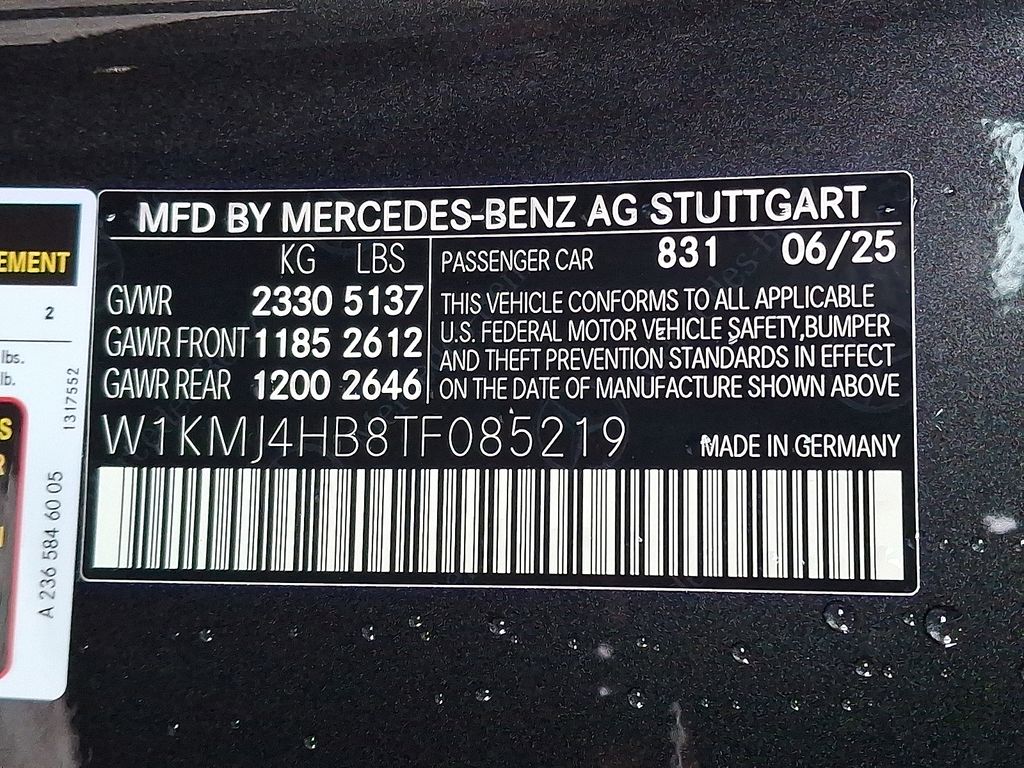 MFD BY MERCEDES-BENZ AG STUTTGART
KG LBS
GVWR 2330 5137
GAWR FRONT 1185 2612
GAWR REAR 1200 2646
PASSENGER CAR 831 06/25
THIS VEHICLE CONFORMS TO ALL APPLICABLE
U.S. FEDERAL MOTOR VEHICLE SAFETY,BUMPER
AND THEFT PREVENTION STANDARDS IN EFFECT
ON THE DATE OF MANUFACTURE SHOWN ABOVE
W1KMJ4HB8TF085219
MADE IN GERMANY
2
lbs.
lb.
1317552
A 236 584 60 05